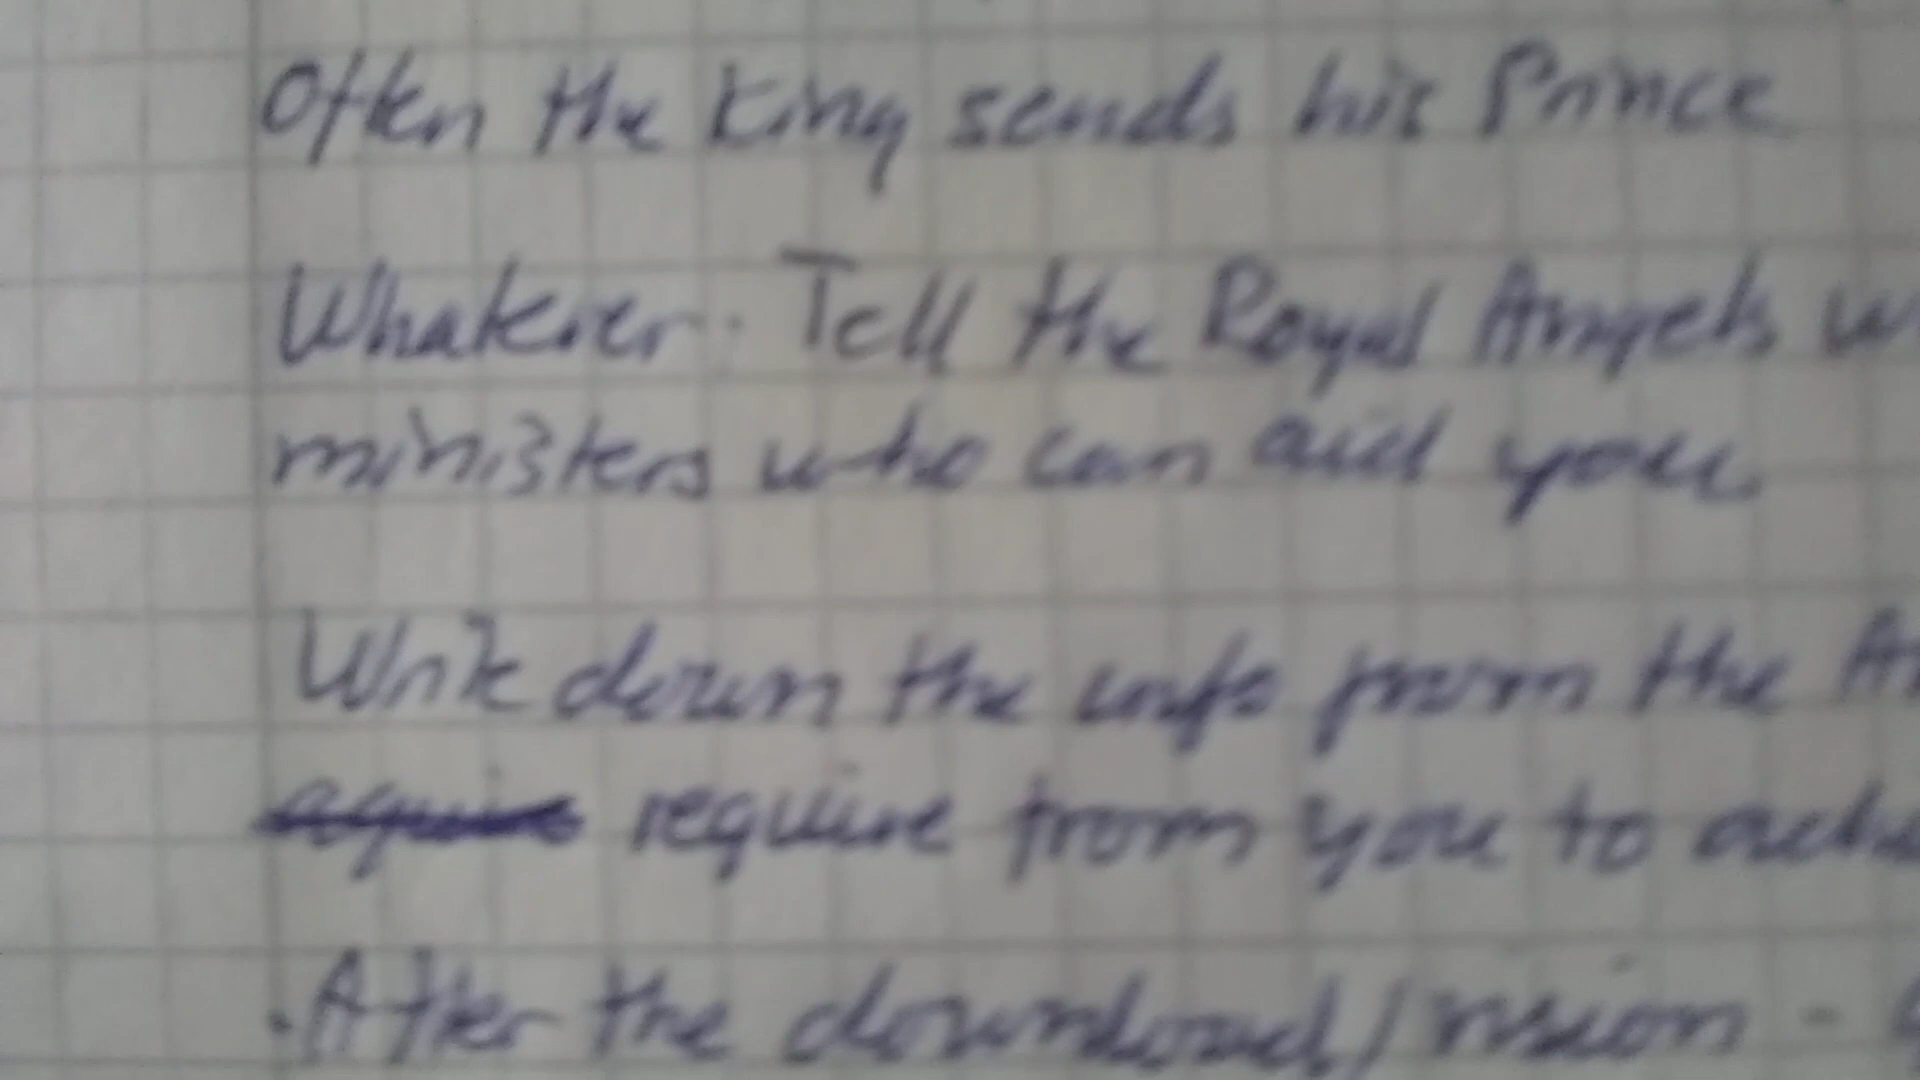 Often the King sends his Prince
Whatever. Tell the Royal Angels
ministers who can aid you
Write down the info from the
require from you to
. After the download/vision -